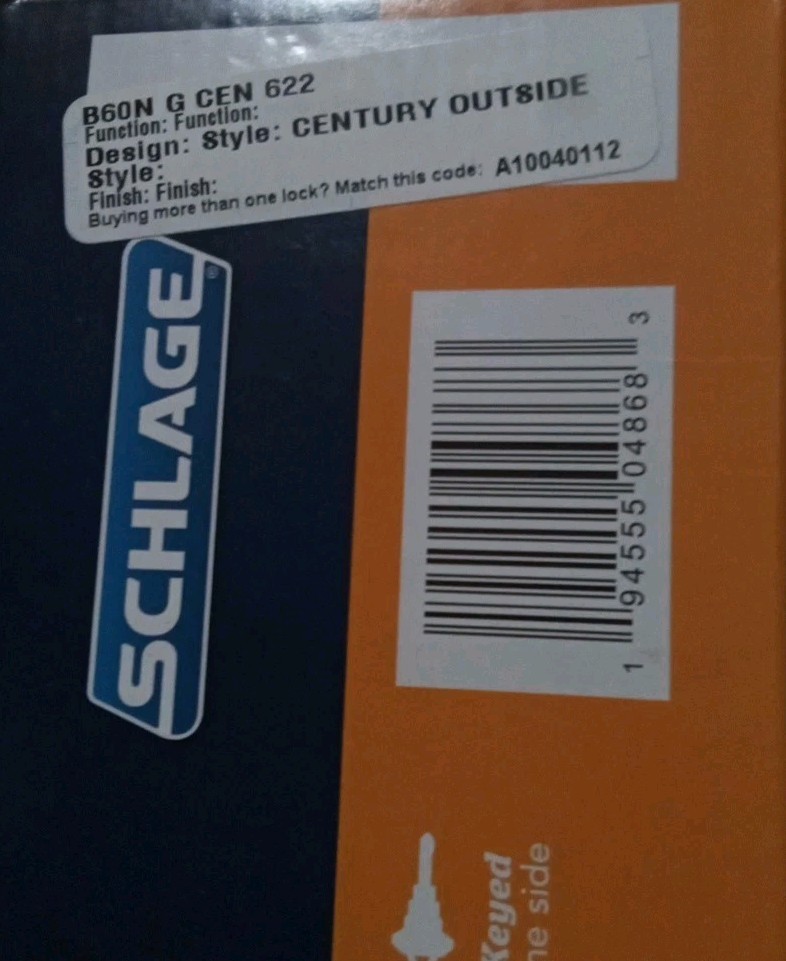 B60N G CEN 622
Function: Function:
Design: Style: CENTURY OUTSIDE
Style:
Finish: Finish:
Buying more than one lock? Match this code: A10040112
SCHLAGE®
1 94555 04868 3
Keyed
side